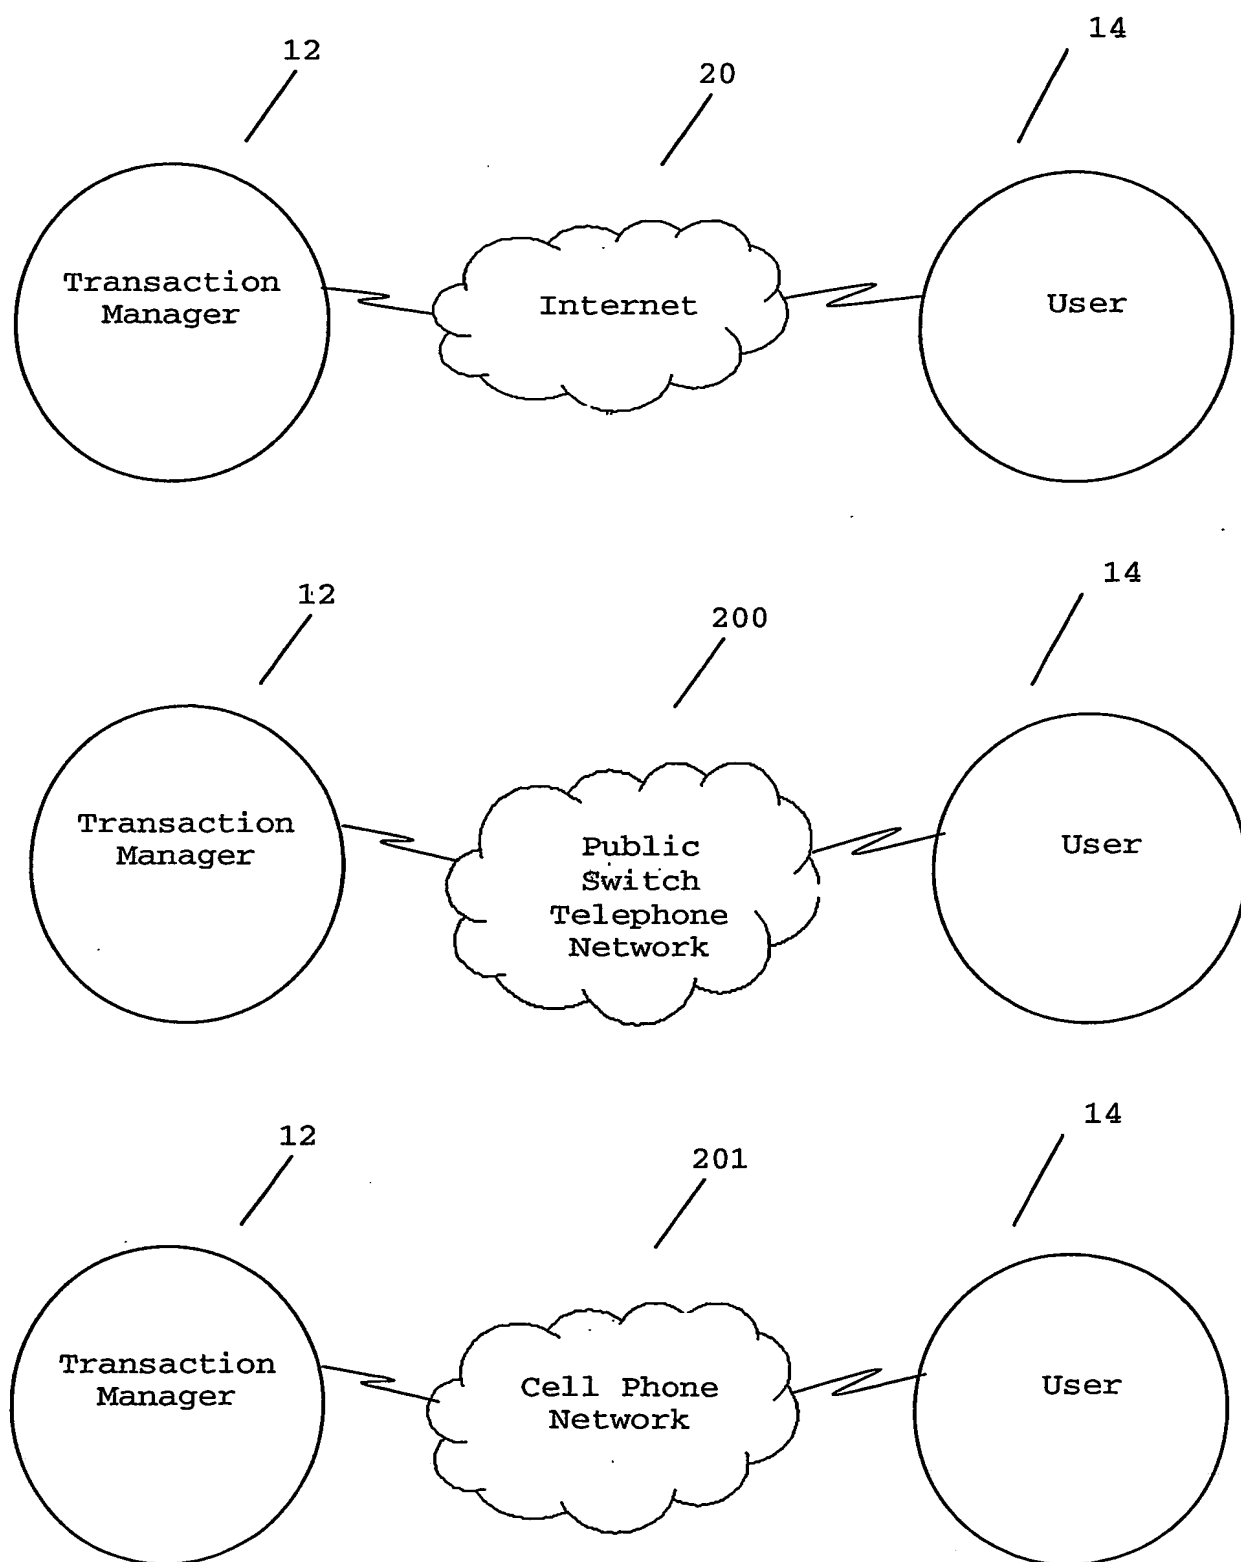 12
20
14
Transaction
Manager
Internet
User
12
200
14
Transaction
Manager
Public
Switch
Telephone
Network
User
12
201
14
Transaction
Manager
Cell Phone
Network
User